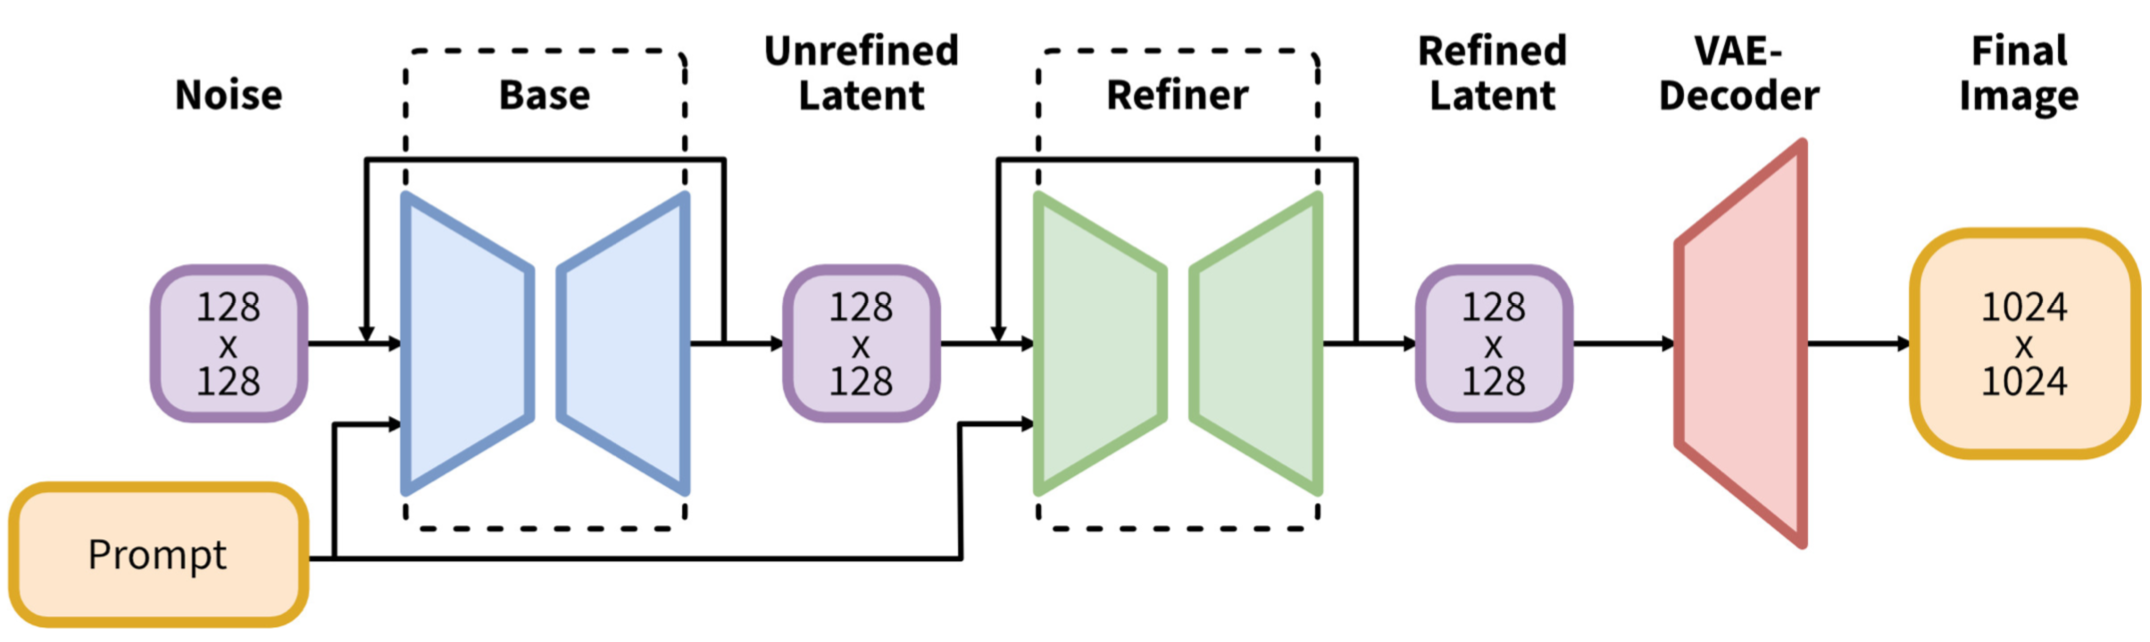 Noise
Base
Unrefined
Latent
Refiner
Refined
Latent
VAE-
Decoder
Final
Image
128
x
128
128
x
128
128
x
128
1024
x
1024
Prompt